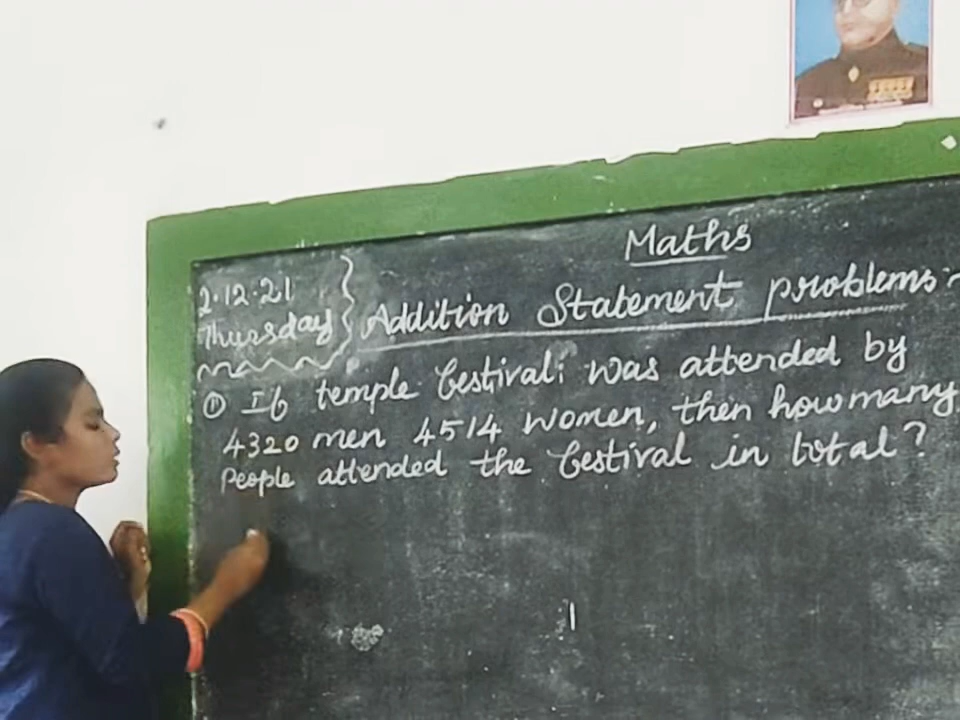 Maths
2.12.21
Thursday
Addition Statement problems:-
① If temple festival; was attended by
4320 men 4514 women, then how many
People attended the festival in total?